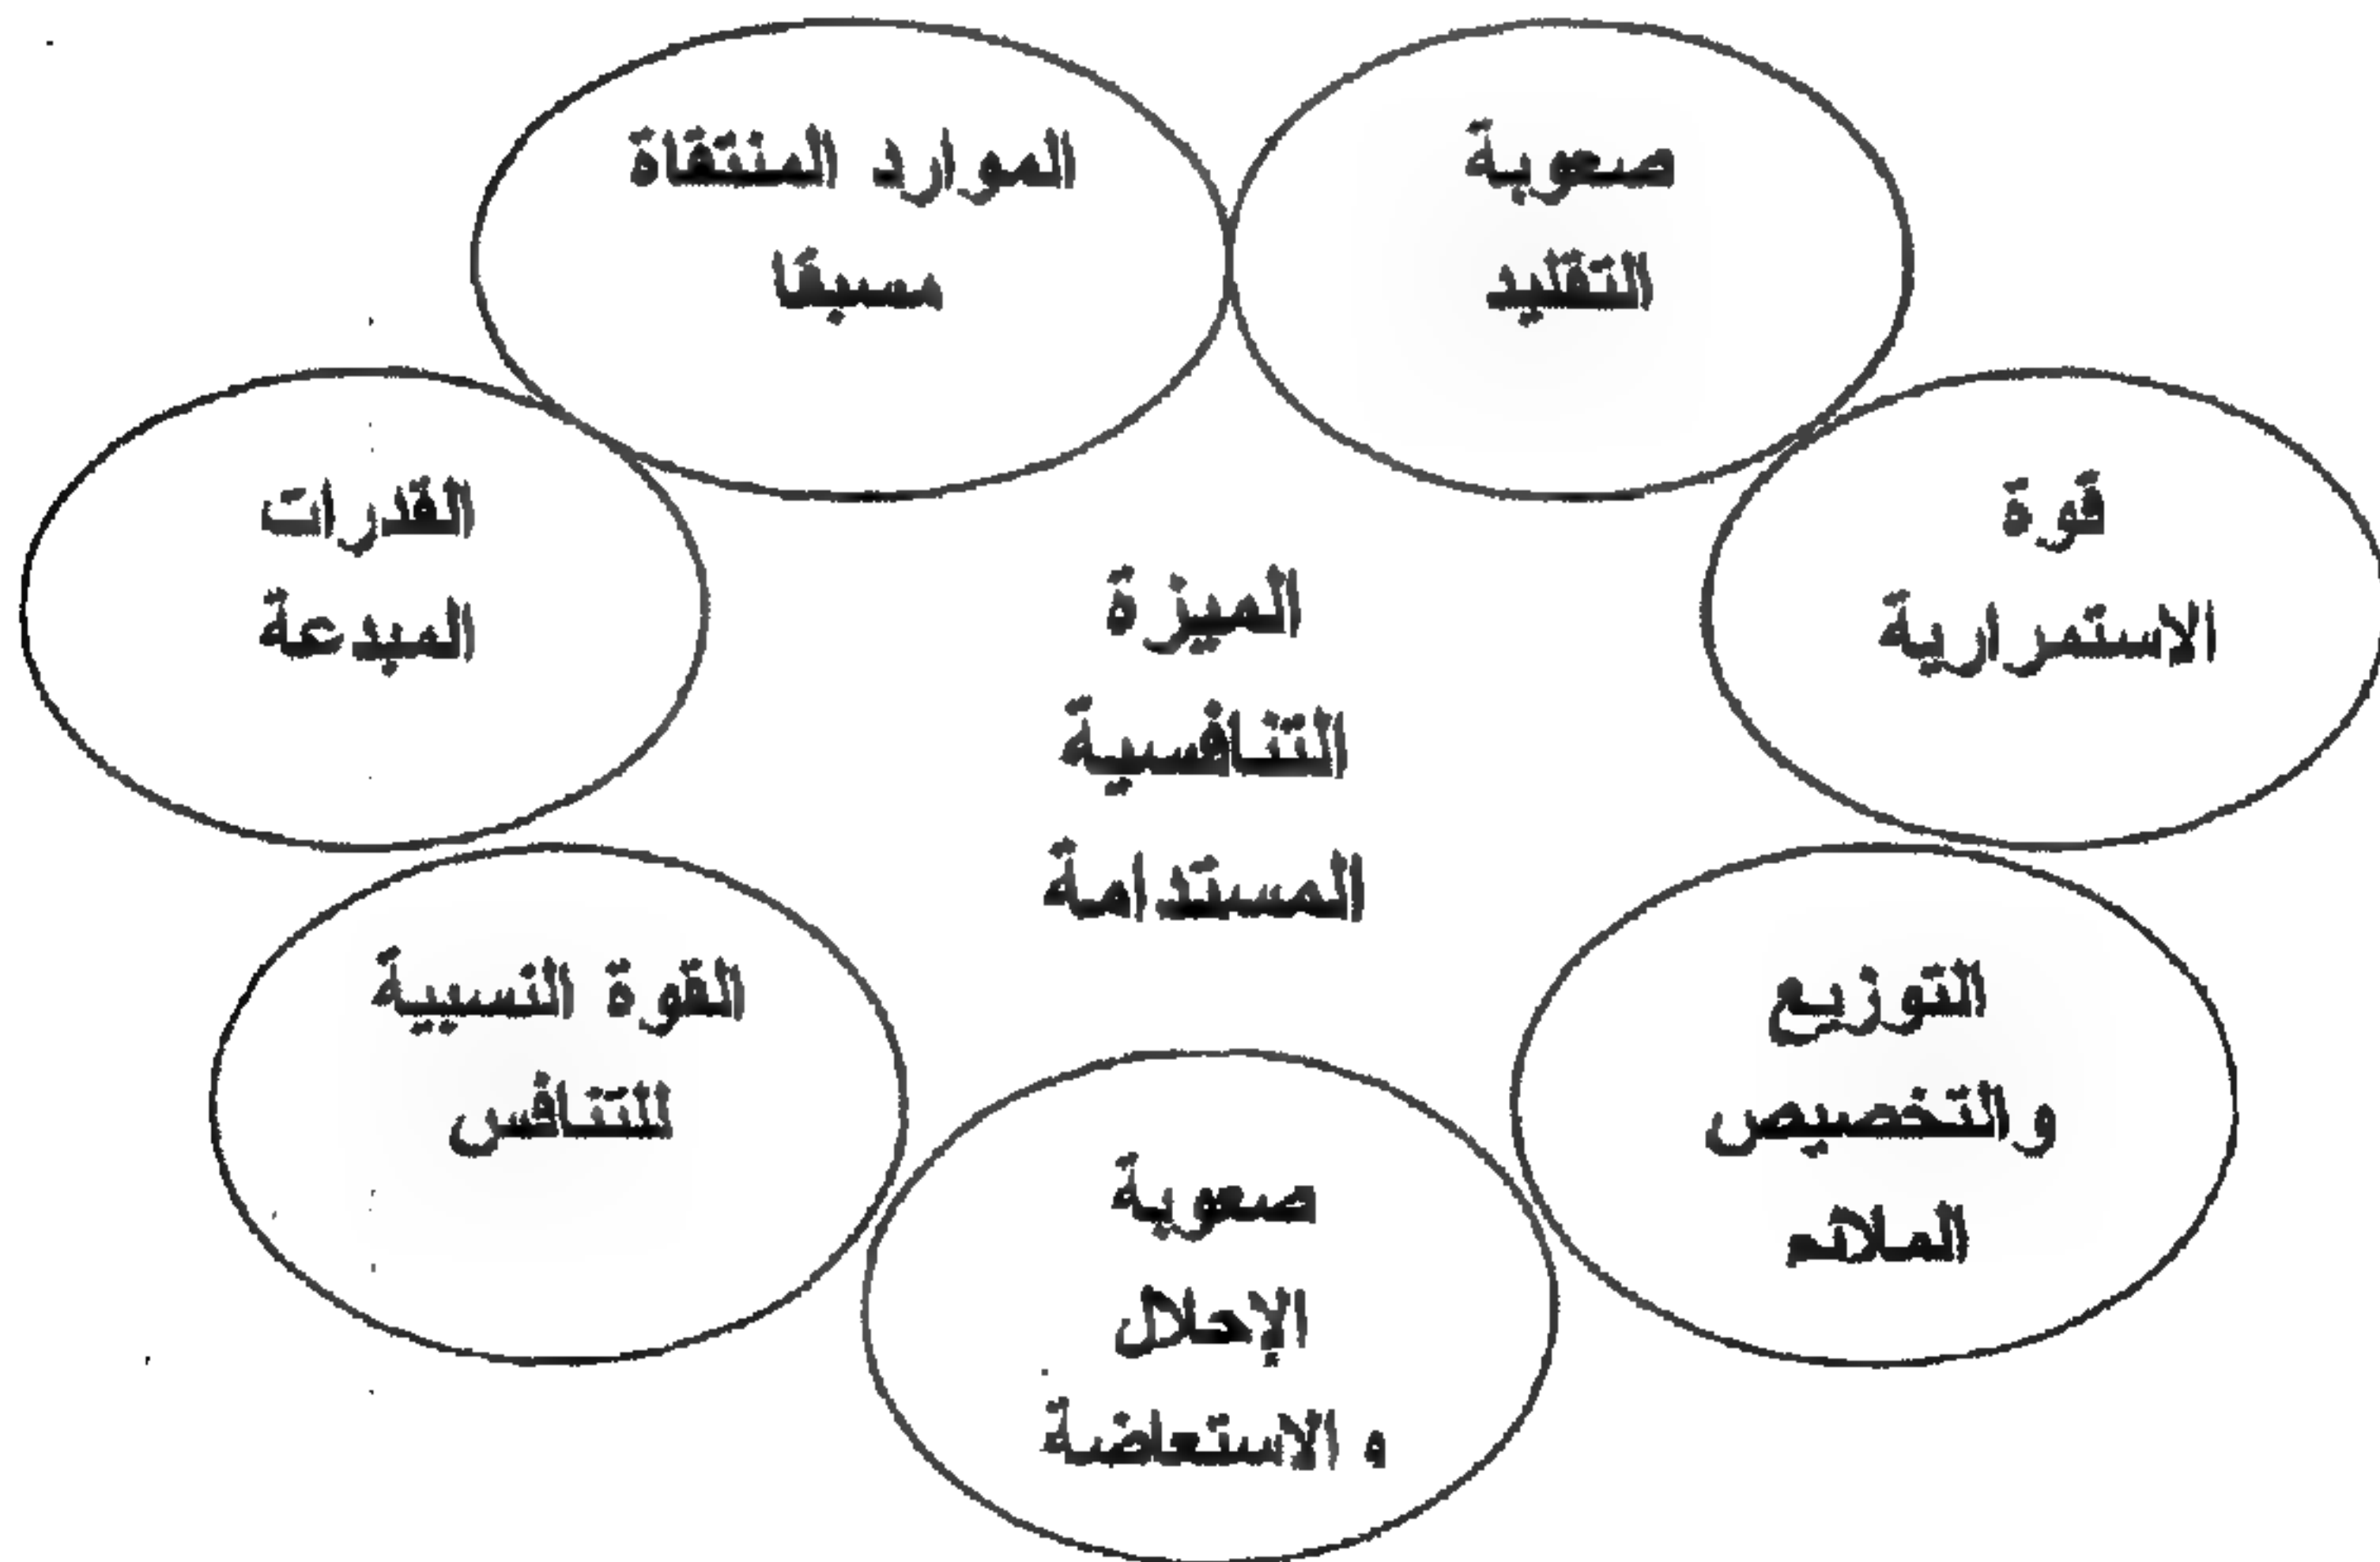 صعوبة
التقليد
الموارد المنتقاة
مسبقا
قوة
الاستمرارية
القدرات
المبدعة
الميزة
التنافسية
المستدامة
التوزيع
والتخصيص
الملائم
القوة النسبية
للتنافس
صعوبة
الإحلال
و الاستعاضة